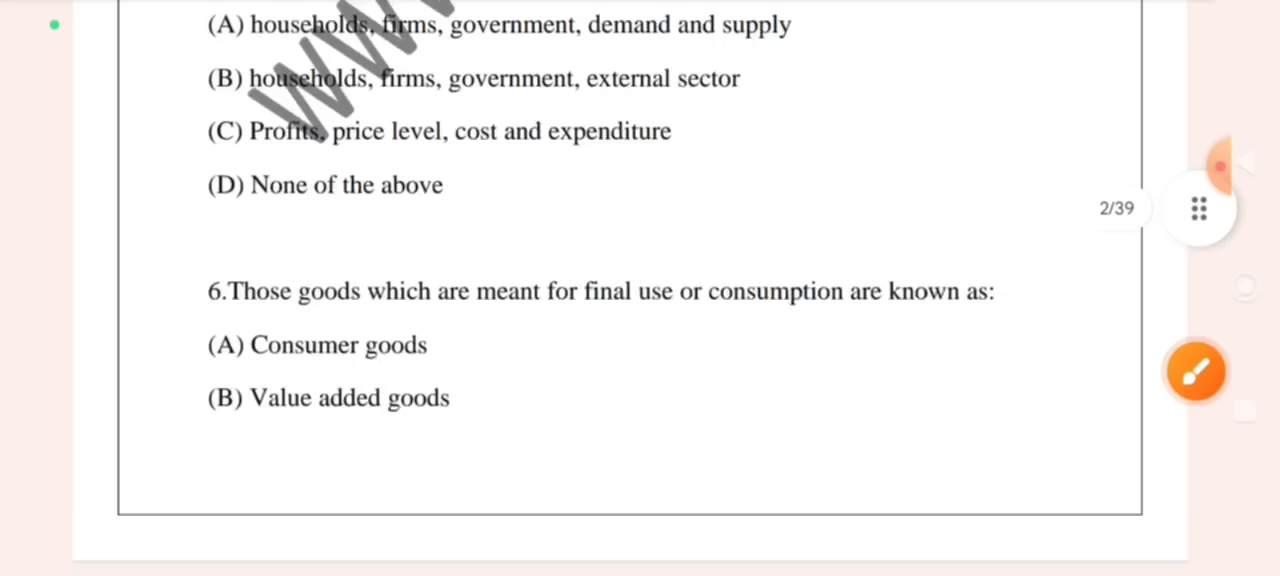 (A) households, firms, government, demand and supply
(B) households, firms, government, external sector
(C) Profits, price level, cost and expenditure
(D) None of the above
2/39
6.Those goods which are meant for final use or consumption are known as:
(A) Consumer goods
(B) Value added goods